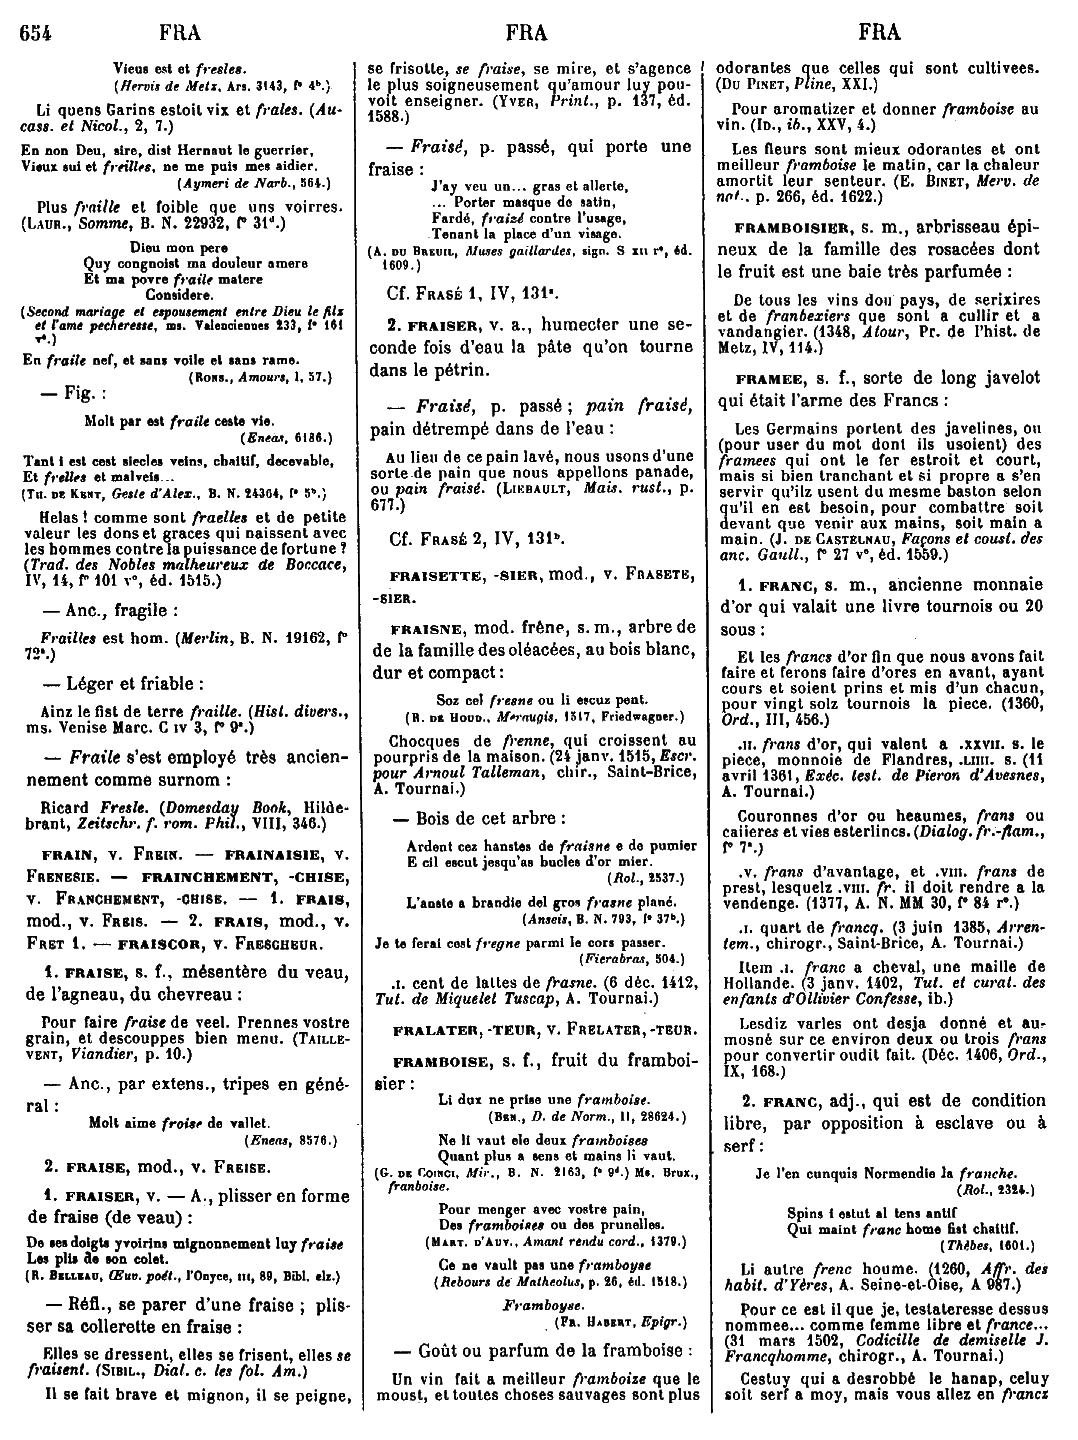 654 FRA FRA FRA
Vieus est et fresles.
(Hervis de Metz, Ars. 3143, f° 4ᵇ.)
Li quens Garins estoit vix et frales. (Au-
cass. et Nicol., 2, 7.)
En non Deu, sire, dist Hernaut le guerrier,
Vieux sui et freilles, ne me puis mes aidier.
(Aymeri de Narb., 564.)
Plus fraille et foible que uns voirres.
(LAUR., Somme, B. N. 22932, f° 31ᵈ.)
Dieu mon pere
Quy congnoist ma douleur amere
Et ma povre fraile matere
Considere.
(Second mariage et espousement entre Dieu le filz
et l'ame pecheresse, ms. Valenciennes 233, f° 161
r°.)
En fraile nef, et sans voile et sans rame.
(RONS., Amours, I, 57.)
— Fig. :
Molt par est fraile ceste vie.
(Eneas, 6186.)
Tant i est cest siecles veins, chaitif, decevable,
Et frelles et malveis...
(TH. DE KENT, Geste d'Alex., B. N. 24364, f° 5ᵇ.)
Helas ! comme sont fraelles et de petite
valeur les dons et graces qui naissent avec
les hommes contre la puissance de fortune ?
(Trad. des Nobles malheureux de Boccace,
IV, 14, f° 101 v°, éd. 1515.)
— Anc., fragile :
Frailles est hom. (Merlin, B. N. 19162, f°
72ᵃ.)
— Léger et friable :
Ainz le fist de terre fraille. (Hist. divers.,
ms. Venise Marc. C IV 3, f° 9ᵃ.)
— Fraile s'est employé très ancien-
nement comme surnom :
Ricard Fresle. (Domesday Book, Hilde-
brant, Zeitschr. f. rom. Phil., VIII, 346.)
FRAIN, v. FREIN. — FRAINAISIE, v.
FRENESIE. — FRAINCHEMENT, -CHISE,
v. FRANCHEMENT, -CHISE. — 1. FRAIS,
mod., v. FREIS. — 2. FRAIS, mod., v.
FRET 1. — FRAISCOR, v. FRESCHEUR.
1. FRAISE, s. f., mésentère du veau,
de l'agneau, du chevreau :
Pour faire fraise de veel. Prennes vostre
grain, et descouppes bien menu. (TAILLE-
VENT, Viandier, p. 10.)
— Anc., par extens., tripes en géné-
ral :
Molt aime froise de vallet.
(Eneas, 8576.)
2. FRAISE, mod., v. FREISE.
1. FRAISER, v. — A., plisser en forme
de fraise (de veau) :
De ses doigts yvoirins mignonnement luy fraise
Les plis de son colet.
(R. BELLEAU, Œuv. poét., l'Onyce, III, 89, Bibl. elz.)
— Réfl., se parer d'une fraise ; plis-
ser sa collerette en fraise :
Elles se dressent, elles se frisent, elles se
fraisent. (SIBIL., Dial. c. les fol. Am.)
Il se fait brave et mignon, il se peigne,
se frisotte, se fraise, se mire, et s'agence
le plus soigneusement qu'amour luy pou-
voit enseigner. (YVER, Print., p. 137, éd.
1588.)
— Fraisé, p. passé, qui porte une
fraise :
J'ay veu un... gras et allerte,
... Porter masque de satin,
Fardé, fraizé contre l'usage,
Tenant la place d'un visage.
(A. DU BREUIL, Muses gaillardes, sign. S XII r°, éd.
1609.)
Cf. FRASÉ 1, IV, 131ᵃ.
2. FRAISER, v. a., humecter une se-
conde fois d'eau la pâte qu'on tourne
dans le pétrin.
— Fraisé, p. passé ; pain fraisé,
pain détrempé dans de l'eau :
Au lieu de ce pain lavé, nous usons d'une
sorte de pain que nous appellons panade,
ou pain fraisé. (LIEBAULT, Mais. rust., p.
677.)
Cf. FRASÉ 2, IV, 131ᵇ.
FRAISETTE, -SIER, mod., v. FRASETE,
-SIER.
FRAISNE, mod. frêne, s. m., arbre de
de la famille des oléacées, au bois blanc,
dur et compact :
Soz cel fresne ou li escuz pent.
(R. DE HOUD., Meraugis, 1517, Friedwagner.)
Chocques de frenne, qui croissent au
pourpris de la maison. (24 janv. 1515, Escr.
pour Arnoul Talleman, chir., Saint-Brice,
A. Tournai.)
— Bois de cet arbre :
Ardent cez hanstes de fraisne e de pumier
E cil escut jesqu'as bucles d'or mier.
(Rol., 2537.)
L'anste a brandie del gros frasne plané.
(Anseis, B. N. 793, f° 37ᵇ.)
Je te ferai cest fregne parmi le cors passer.
(Fierabras, 504.)
.I. cent de lattes de frasne. (6 déc. 1412,
Tut. de Miquelet Tuscap, A. Tournai.)
FRALATER, -TEUR, v. FRELATER, -TEUR.
FRAMBOISE, s. f., fruit du framboi-
sier :
Li dux ne prise une framboise.
(BEN., D. de Norm., II, 28624.)
Ne li vaut ele deux framboises
Quant plus a sens et mains li vaut.
(G. DE COINCI, Mir., B. N. 2163, f° 9ᵈ.) Ms. Brux.,
franboise.
Pour menger avec vostre pain,
Des framboises ou des prunelles.
(MART. D'AUV., Amant rendu cord., 1379.)
Ce ne vault pas une framboyse
(Rebours de Matheolus, p. 26, éd. 1518.)
Framboyse.
(FR. HABERT, Epigr.)
— Goût ou parfum de la framboise :
Un vin fait a meilleur framboize que le
moust, et toutes choses sauvages sont plus
odorantes que celles qui sont cultivees.
(DU PINET, Pline, XXI.)
Pour aromatizer et donner framboise au
vin. (ID., ib., XXV, 4.)
Les fleurs sont mieux odorantes et ont
meilleur framboise le matin, car la chaleur
amortit leur senteur. (E. BINET, Merv. de
nat., p. 266, éd. 1622.)
FRAMBOISIER, s. m., arbrisseau épi-
neux de la famille des rosacées dont
le fruit est une baie très parfumée :
De tous les vins dou pays, de serixires
et de franbexiers que sont a cullir et a
vandangier. (1348, Atour, Pr. de l'hist. de
Metz, IV, 114.)
FRAMEE, s. f., sorte de long javelot
qui était l'arme des Francs :
Les Germains portent des javelines, ou
(pour user du mot dont ils usoient) des
framees qui ont le fer estroit et court,
mais si bien tranchant et si propre a s'en
servir qu'ilz usent du mesme baston selon
qu'il en est besoin, pour combattre soit
devant que venir aux mains, soit main a
main. (J. DE CASTELNAU, Façons et coust. des
anc. Gaull., f° 27 v°, éd. 1559.)
1. FRANC, s. m., ancienne monnaie
d'or qui valait une livre tournois ou 20
sous :
Et les francs d'or fin que nous avons fait
faire et ferons faire d'ores en avant, ayant
cours et soient prins et mis d'un chacun,
pour vingt solz tournois la piece. (1360,
Ord., III, 456.)
.II. frans d'or, qui valent a .XXVII. s. le
piece, monnoie de Flandres, .LIIII. s. (11
avril 1361, Exéc. test. de Pieron d'Avesnes,
A. Tournai.)
Couronnes d'or ou heaumes, frans ou
caiieres et vies esterlincs. (Dialog. fr.-flam.,
f° 7ᵃ.)
.V. frans d'avantage, et .VIII. frans de
prest, lesquelz .VIII. fr. il doit rendre a la
vendenge. (1377, A. N. MM 30, f° 84 r°.)
.I. quart de francq. (3 juin 1385, Arren-
tem., chirogr., Saint-Brice, A. Tournai.)
Item .I. franc a cheval, une maille de
Hollande. (3 janv. 1402, Tut. et curat. des
enfants d'Ollivier Confesse, ib.)
Lesdiz varles ont desja donné et au-
mosné sur ce environ deux ou trois frans
pour convertir oudit fait. (Déc. 1406, Ord.,
IX, 168.)
2. FRANC, adj., qui est de condition
libre, par opposition à esclave ou à
serf :
Je l'en cunquis Normendie la franche.
(Rol., 2324.)
Spins i estut al tens antif
Qui maint franc home fist chaitif.
(Thèbes, 1601.)
Li autre frenc houme. (1260, Affr. des
habit. d'Yères, A. Seine-et-Oise, A 987.)
Pour ce est il que je, testateresse dessus
nommee... comme femme libre et france...
(31 mars 1502, Codicille de demiselle J.
Francqhomme, chirogr., A. Tournai.)
Cestuy qui a desrobbé le hanap, celuy
soit serf a moy, mais vous allez en francz